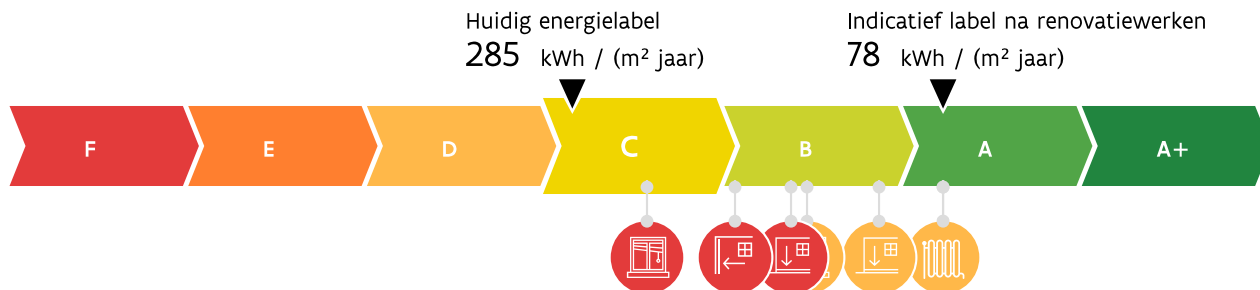 Huidig energielabel
285 kWh / (m² jaar)
Indicatief label na renovatiewerken
78 kWh / (m² jaar)
F E D C B A A+